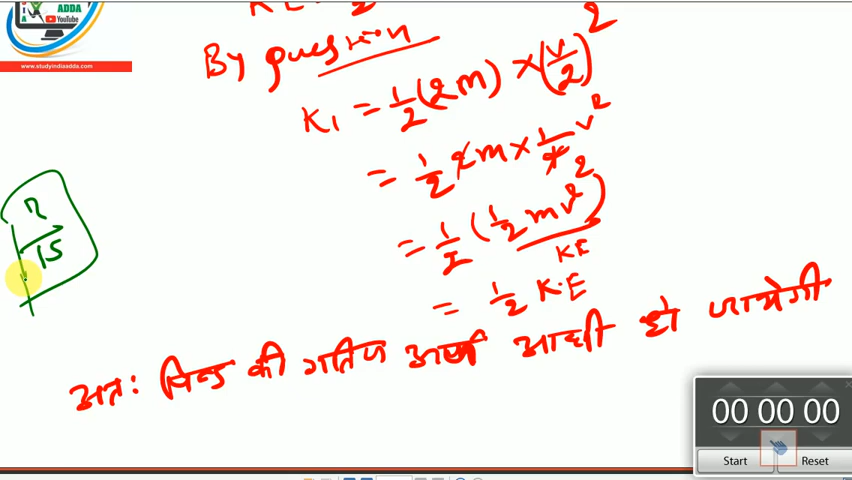 ADDA
YouTube
www.studyindiaadda.com
By question
K1 = 1/2 (2m) × (v/2)²
= 1/2 2m × 1/4 v²
= 1/2 (1/2 mv²)
KE
= 1/2 K.E
अतः पिण्ड की गतिज ऊर्जा आधी हो जायेगी
15
00 00 00
Start Reset